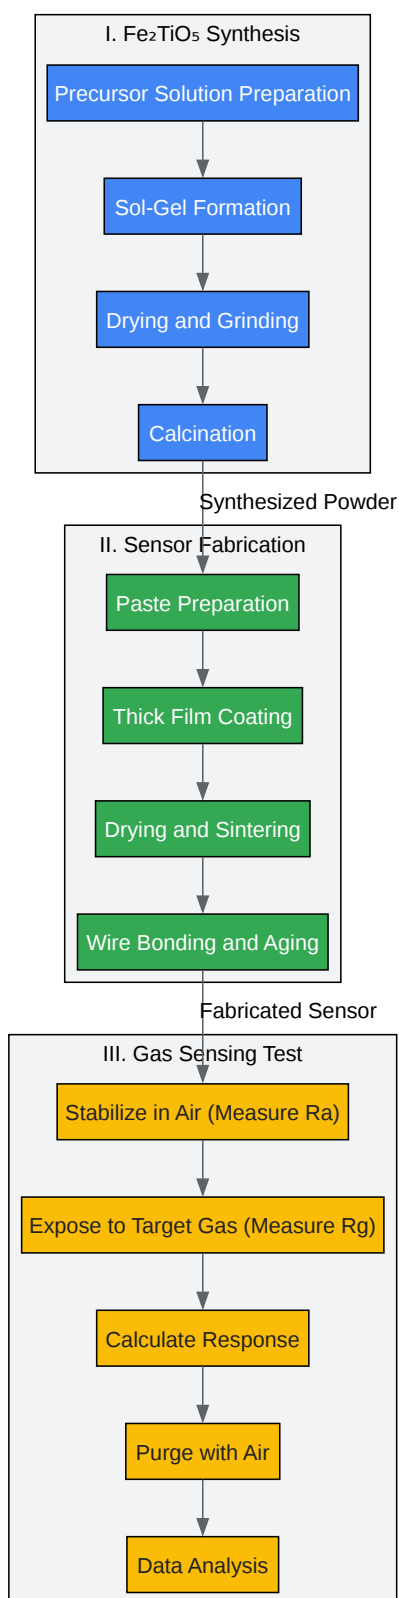 I. Fe₂TiO₅ Synthesis
Precursor Solution Preparation
Sol-Gel Formation
Drying and Grinding
Calcination
Synthesized Powder
II. Sensor Fabrication
Paste Preparation
Thick Film Coating
Drying and Sintering
Wire Bonding and Aging
Fabricated Sensor
III. Gas Sensing Test
Stabilize in Air (Measure Ra)
Expose to Target Gas (Measure Rg)
Calculate Response
Purge with Air
Data Analysis